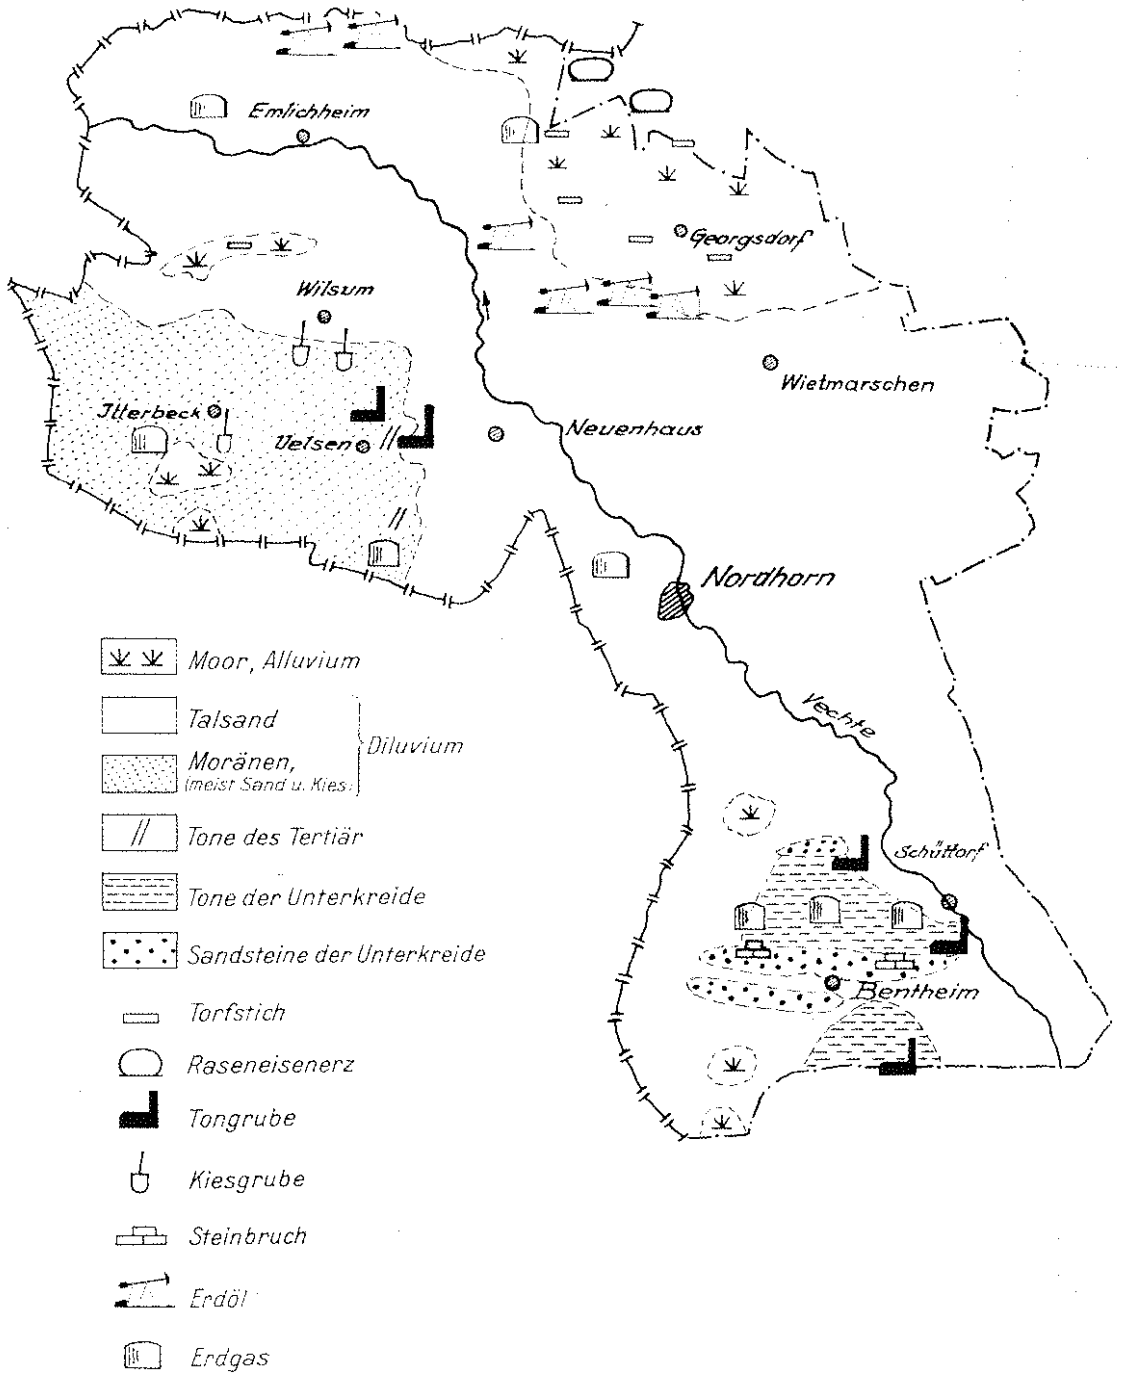 Emlichheim
Georgsdorf
Wilsum
Wietmarschen
Itterbeck
Uelsen
Neuenhaus
Nordhorn
Vechte
Schüttorf
Bentheim
Moor, Alluvium
Talsand
Diluvium
Moränen,
(meist Sand u. Kies)
Tone des Tertiär
Tone der Unterkreide
Sandsteine der Unterkreide
Torfstich
Raseneisenerz
Tongrube
Kiesgrube
Steinbruch
Erdöl
Erdgas